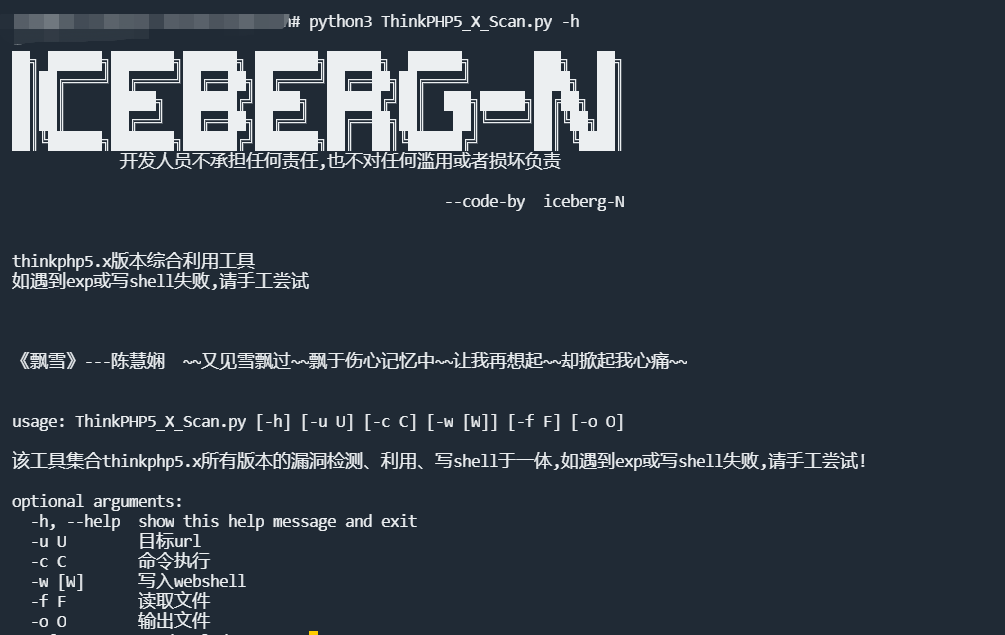 # python3 ThinkPHP5_X_Scan.py -h
ICEBERG-N
开发人员不承担任何责任,也不对任何滥用或者损坏负责
--code-by iceberg-N
thinkphp5.x版本综合利用工具
如遇到exp或写shell失败,请手工尝试
《飘雪》---陈慧娴 ~~又见雪飘过~~飘于伤心记忆中~~让我再想起~~却掀起我心痛~~
usage: ThinkPHP5_X_Scan.py [-h] [-u U] [-c C] [-w [W]] [-f F] [-o O]
该工具集合thinkphp5.x所有版本的漏洞检测、利用、写shell于一体,如遇到exp或写shell失败,请手工尝试!
optional arguments:
-h, --help show this help message and exit
-u U 目标url
-c C 命令执行
-w [W] 写入webshell
-f F 读取文件
-o O 输出文件